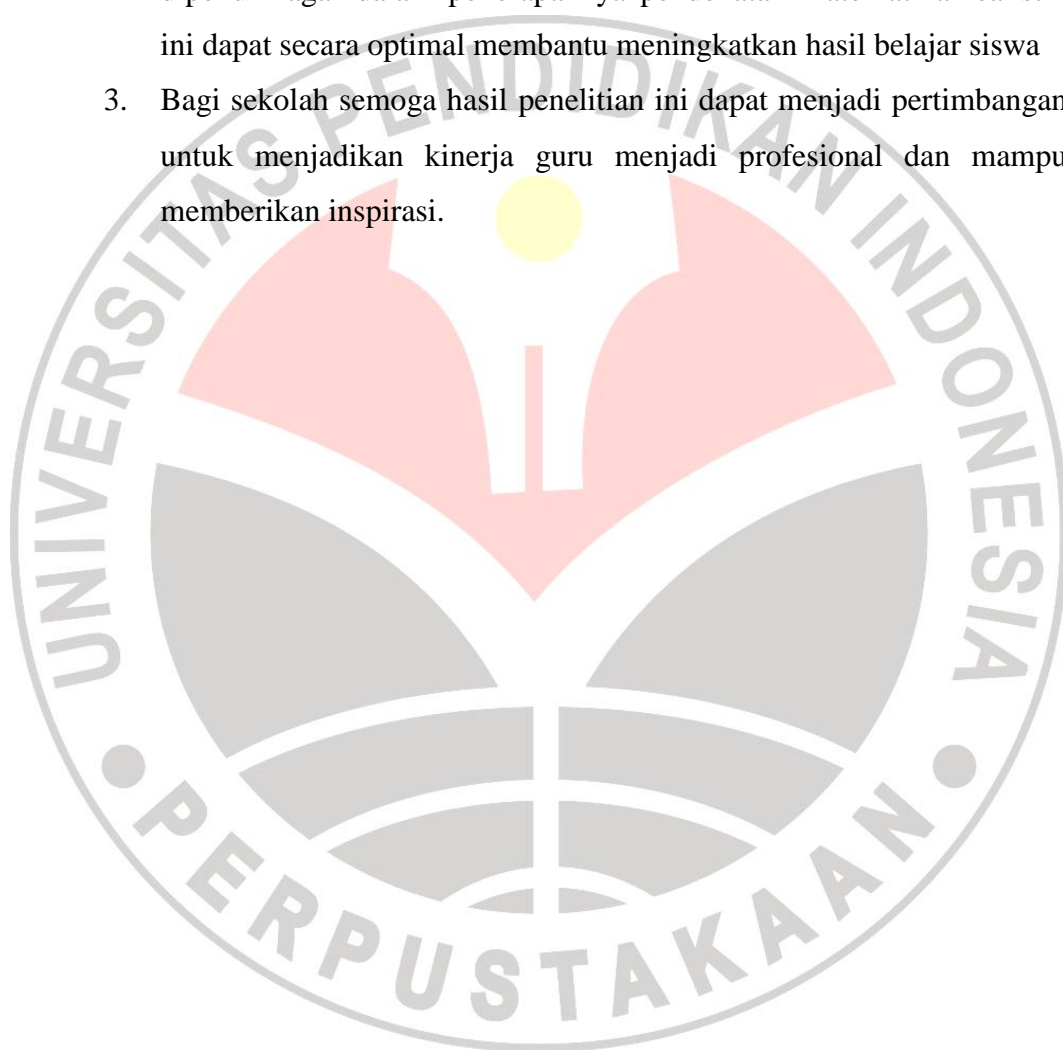 ini dapat secara optimal membantu meningkatkan hasil belajar siswa
3. Bagi sekolah semoga hasil penelitian ini dapat menjadi pertimbangan
untuk menjadikan kinerja guru menjadi profesional dan mampu
memberikan inspirasi.
UNIVERSITAS PENDIDIKAN INDONESIA
PERPUSTAKAAN